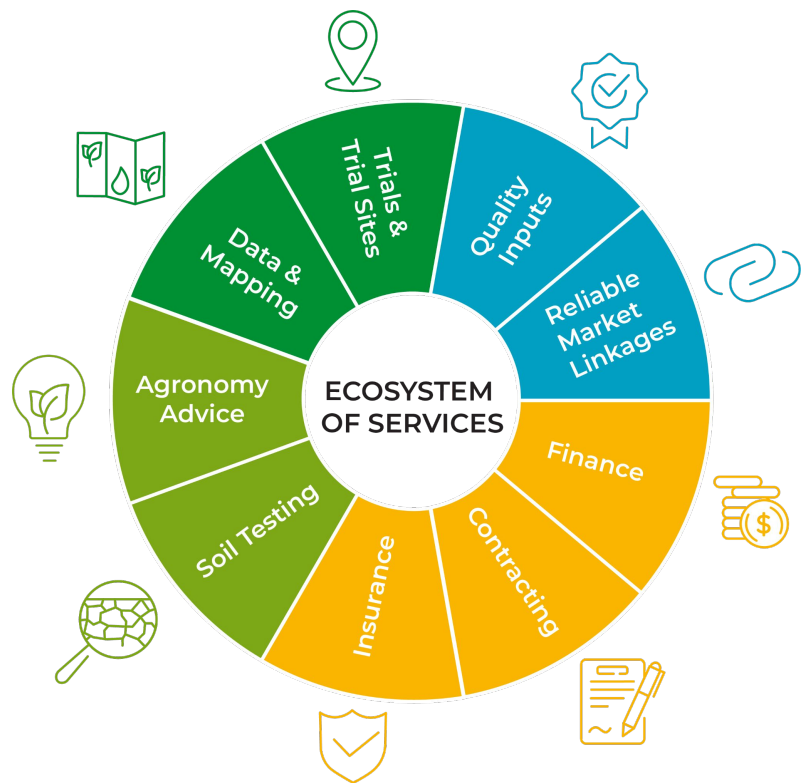 ECOSYSTEM
OF SERVICES
Trials &
Trial Sites
Quality
Inputs
Reliable
Market
Linkages
Finance
$
Contracting
Insurance
Soil Testing
Agronomy
Advice
Data &
Mapping